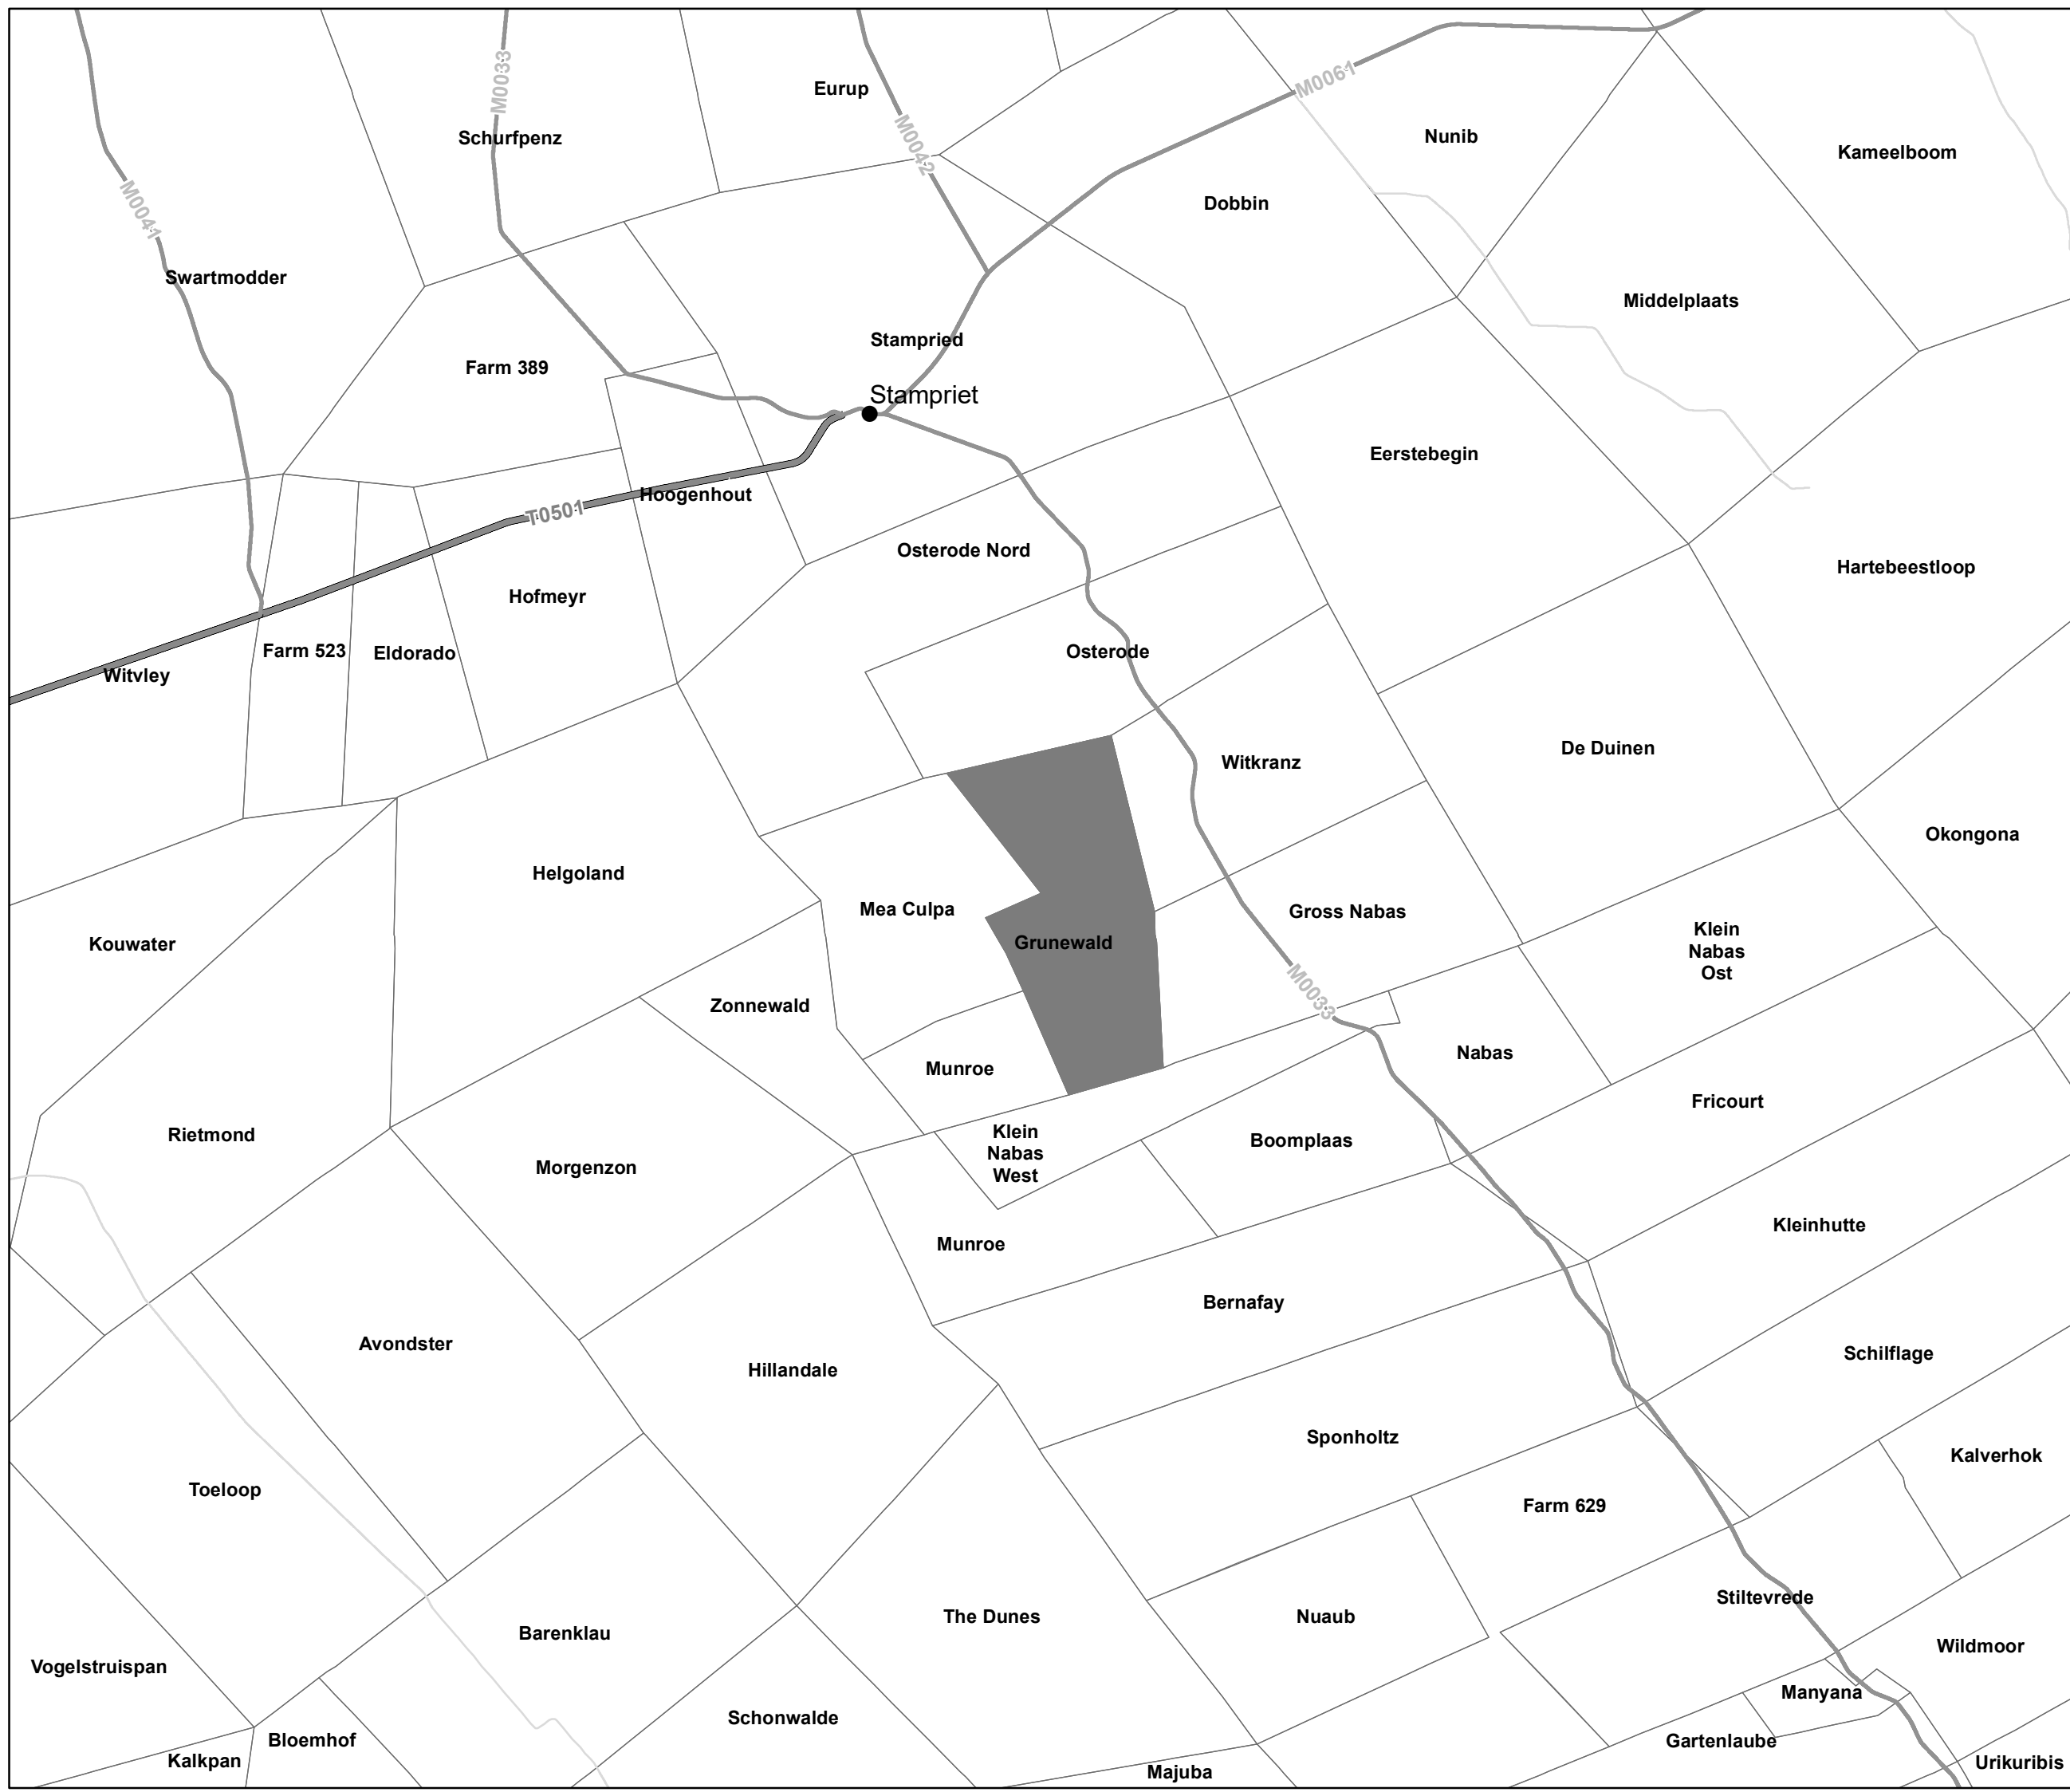 M0033
Eurup
M0061
Schurfpenz
M0042
Nunib
Kameelboom
M0041
Dobbin
Swartmodder
Middelplaats
Stampried
Farm 389
Stampriet
Eerstebegin
Hoogenhout
T0501
Osterode Nord
Hartebeestloop
Hofmeyr
Farm 523
Eldorado
Osterode
Witvley
De Duinen
Witkranz
Okongona
Helgoland
Mea Culpa
Gross Nabas
Klein
Nabas
Ost
Kouwater
Grunewald
M0033
Zonnewald
Nabas
Munroe
Fricourt
Rietmond
Klein
Nabas
West
Boomplaas
Morgenzon
Kleinhutte
Munroe
Bernafay
Avondster
Schilflage
Hillandale
Sponholtz
Kalverhok
Toeloop
Farm 629
Stiltevrede
The Dunes
Nuaub
Barenklau
Wildmoor
Vogelstruispan
Manyana
Schonwalde
Bloemhof
Gartenlaube
Kalkpan
Urikuribis
Majuba